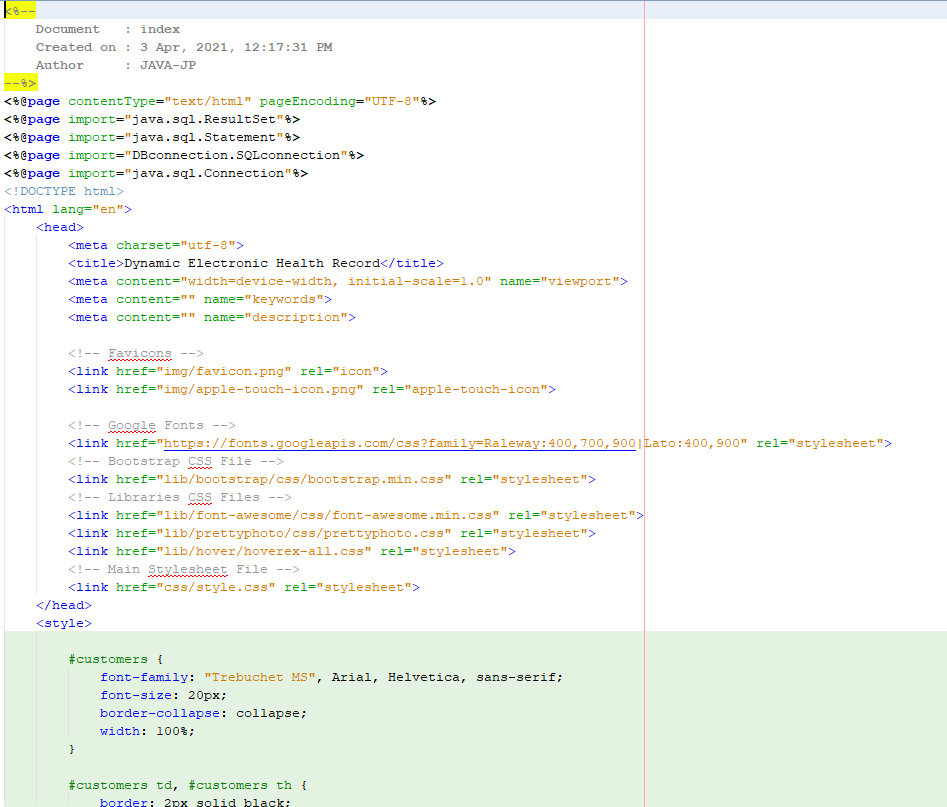 <%--
    Document   : index
    Created on : 3 Apr, 2021, 12:17:31 PM
    Author     : JAVA-JP
--%>
<%@page contentType="text/html" pageEncoding="UTF-8"%>
<%@page import="java.sql.ResultSet"%>
<%@page import="java.sql.Statement"%>
<%@page import="DBconnection.SQLconnection"%>
<%@page import="java.sql.Connection"%>
<!DOCTYPE html>
<html lang="en">
    <head>
        <meta charset="utf-8">
        <title>Dynamic Electronic Health Record</title>
        <meta content="width=device-width, initial-scale=1.0" name="viewport">
        <meta content="" name="keywords">
        <meta content="" name="description">

        <!-- Favicons -->
        <link href="img/favicon.png" rel="icon">
        <link href="img/apple-touch-icon.png" rel="apple-touch-icon">

        <!-- Google Fonts -->
        <link href="https://fonts.googleapis.com/css?family=Raleway:400,700,900|Lato:400,900" rel="stylesheet">
        <!-- Bootstrap CSS File -->
        <link href="lib/bootstrap/css/bootstrap.min.css" rel="stylesheet">
        <!-- Libraries CSS Files -->
        <link href="lib/font-awesome/css/font-awesome.min.css" rel="stylesheet">
        <link href="lib/prettyphoto/css/prettyphoto.css" rel="stylesheet">
        <link href="lib/hover/hoverex-all.css" rel="stylesheet">
        <!-- Main Stylesheet File -->
        <link href="css/style.css" rel="stylesheet">
    </head>
    <style>

        #customers {
            font-family: "Trebuchet MS", Arial, Helvetica, sans-serif;
            font-size: 20px;
            border-collapse: collapse;
            width: 100%;
        }

        #customers td, #customers th {
            border: 2px solid black;